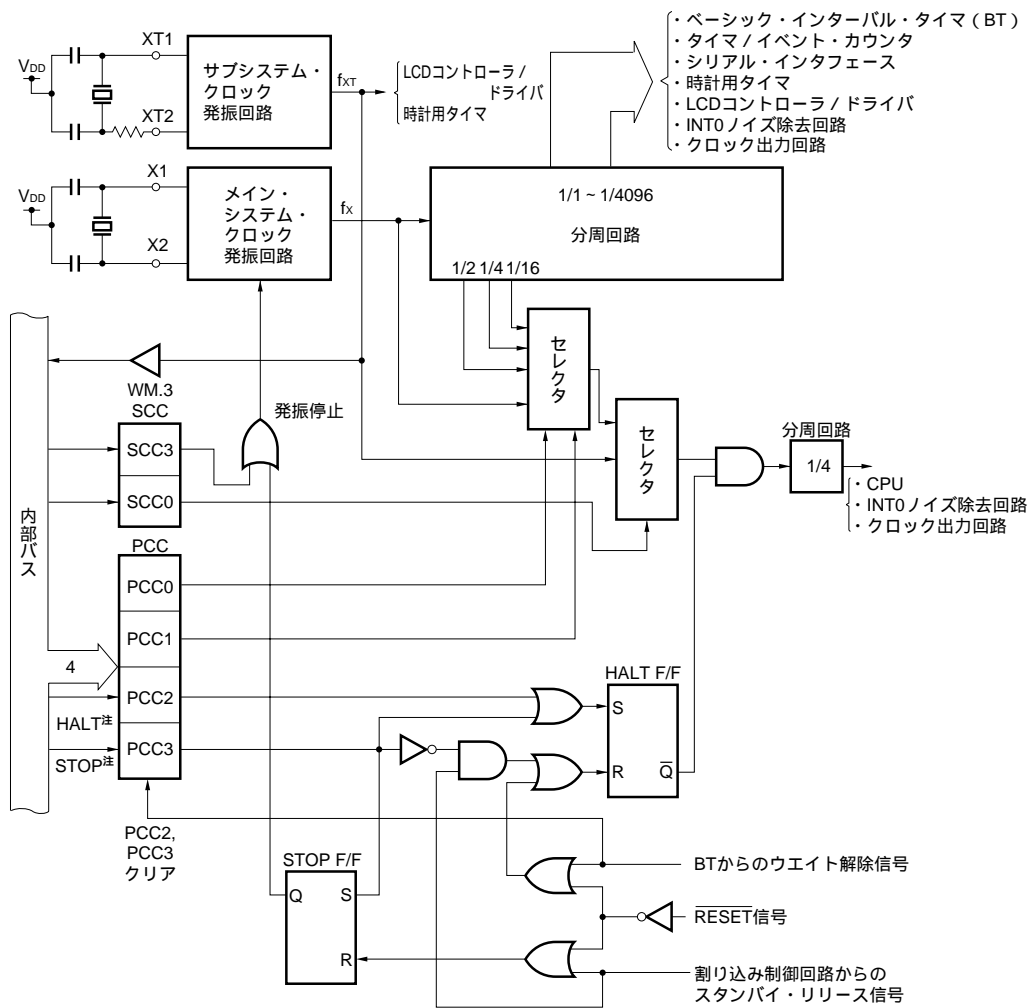 XT1
VDD
XT2
サブシステム・
クロック
発振回路
fXT
LCDコントローラ /
ドライバ
時計用タイマ
・ベーシック・インターバル・タイマ ( BT )
・タイマ / イベント・カウンタ
・シリアル・インタフェース
・時計用タイマ
・LCDコントローラ / ドライバ
・INT0ノイズ除去回路
・クロック出力回路
X1
VDD
X2
メイン・
システム・
クロック
発振回路
fX
1/1 ~ 1/4096
分周回路
1/2 1/4 1/16
セレクタ
セレクタ
WM.3
SCC
SCC3
SCC0
発振停止
分周回路
1/4
・CPU
・INT0ノイズ除去回路
・クロック出力回路
内部バス
PCC
PCC0
PCC1
PCC2
PCC3
4
HALT注
STOP注
HALT F/F
S
R
Q
PCC2,
PCC3
クリア
STOP F/F
Q
S
R
BTからのウエイト解除信号
RESET信号
割り込み制御回路からの
スタンバイ・リリース信号